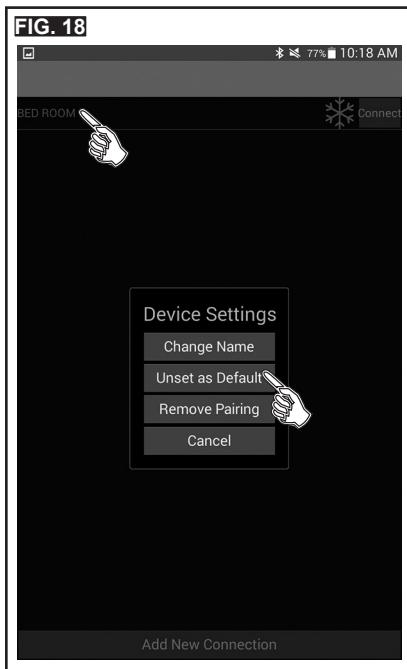 FIG. 18
77% 10:18 AM
BED ROOM Connect
Device Settings
Change Name
Unset as Default
Remove Pairing
Cancel
Add New Connection